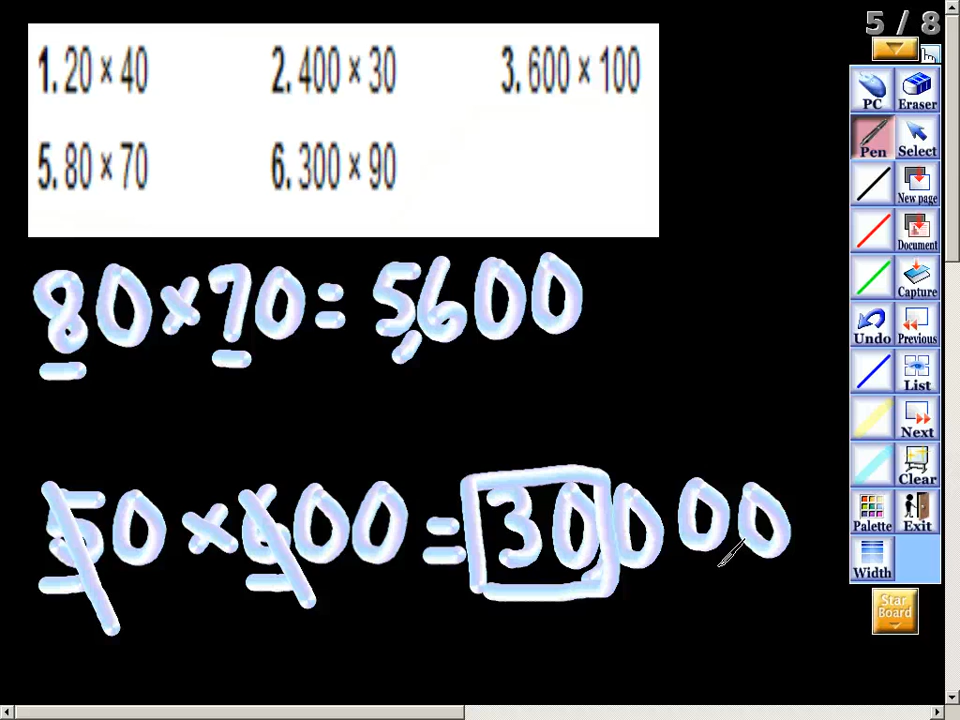 5 / 8
1. 20 × 40 2. 400 × 30 3. 600 × 100
5. 80 × 70 6. 300 × 90
80 × 70 = 5,600
50 × 600 = 30000
PC Eraser
Pen Select
New page
Document
Capture
Undo Previous
List
Next
Clear
Palette Exit
Width
Star
Board